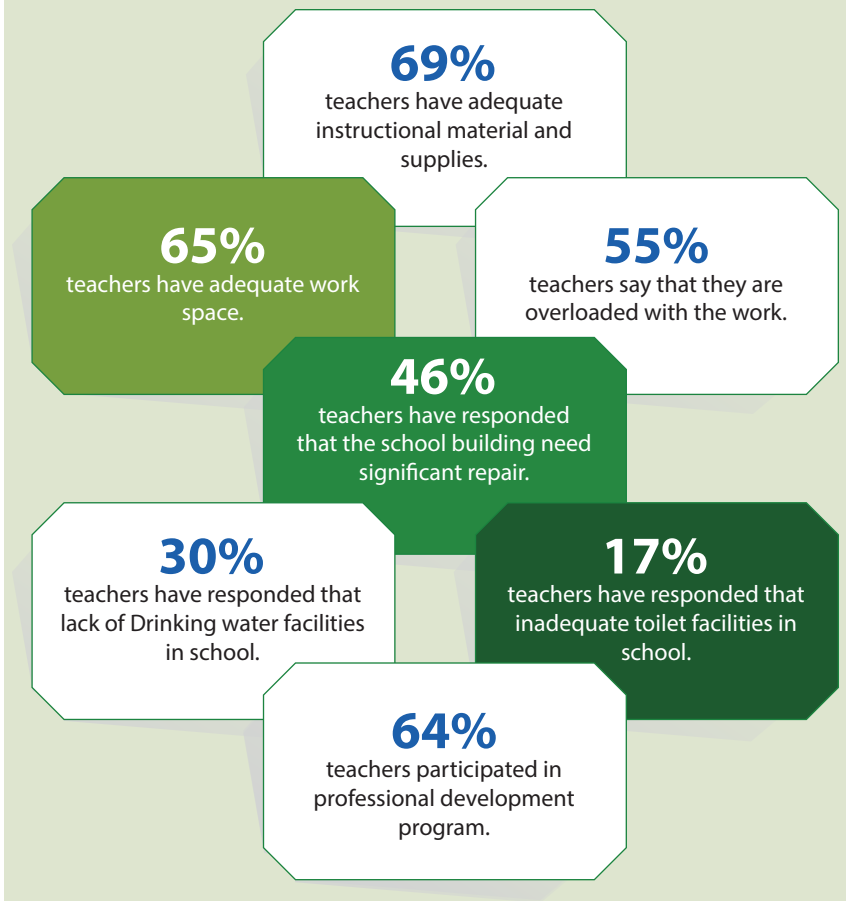 69%
teachers have adequate
instructional material and
supplies.
65%
teachers have adequate work
space.
55%
teachers say that they are
overloaded with the work.
46%
teachers have responded
that the school building need
significant repair.
30%
teachers have responded that
lack of Drinking water facilities
in school.
17%
teachers have responded that
inadequate toilet facilities in
school.
64%
teachers participated in
professional development
program.